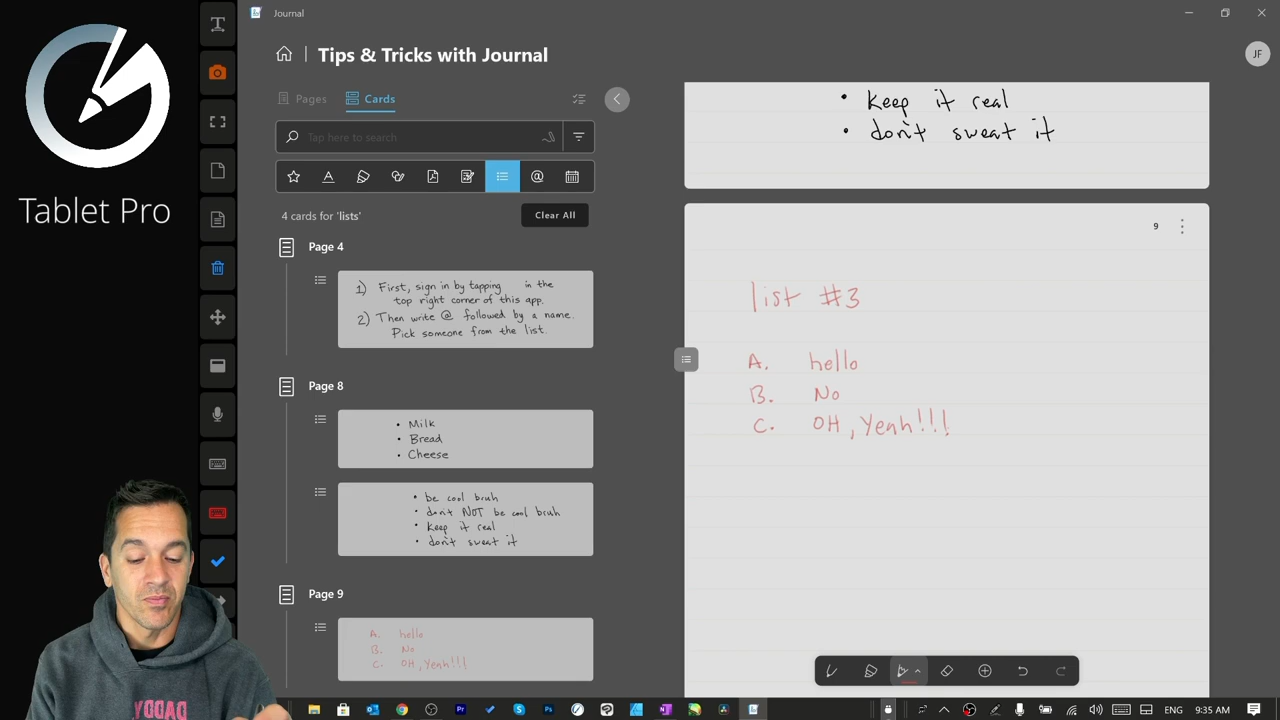 Journal
Tips & Tricks with Journal
JF
Pages
Cards
Tap here to search
4 cards for 'lists'
Clear All
Page 4
1) First, sign in by tapping in the
top right corner of this app.
2) Then write @ followed by a name.
Pick someone from the list.
Page 8
• Milk
• Bread
• Cheese
• be cool bruh
• don't NOT be cool bruh
• keep it real
• don't sweat it
Page 9
A. hello
B. No
C. OH, Yeah!!!
• keep it real
• don't sweat it
9
list #3
A. hello
B. No
C. OH, Yeah!!!
Tablet Pro
DADDY
9:35 AM